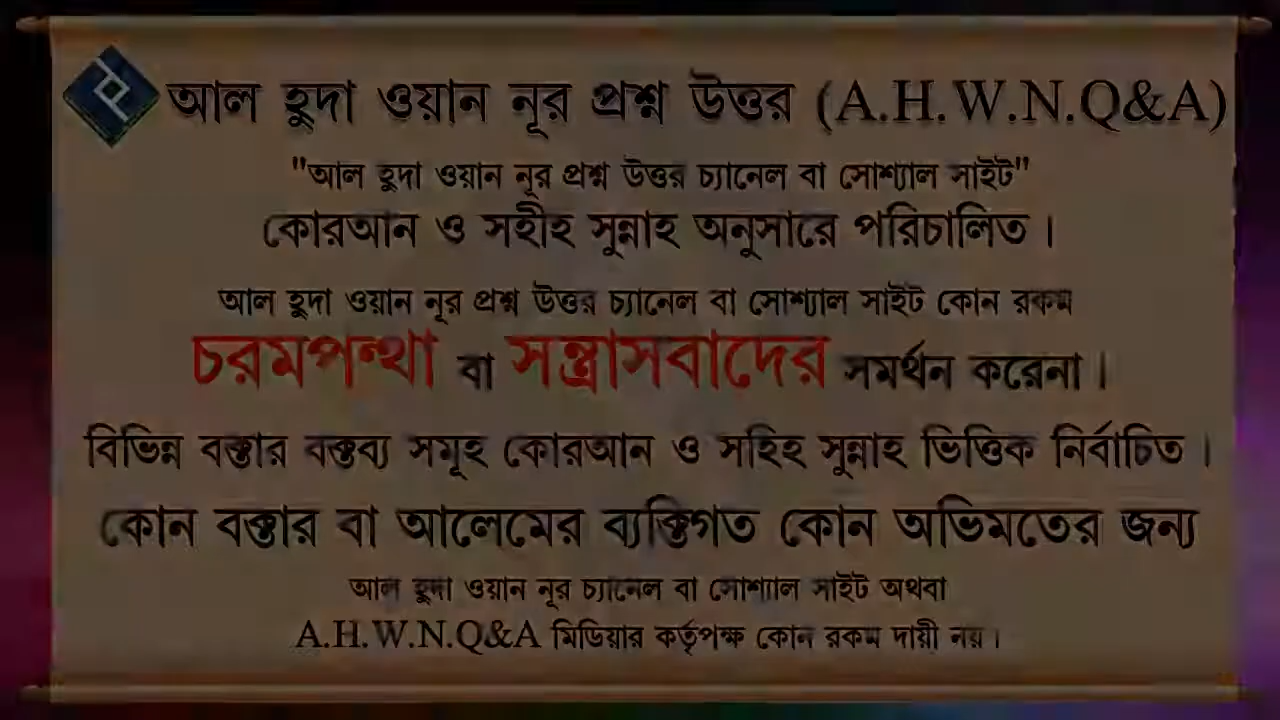 আল হুদা ওয়ান নূর প্রশ্ন উত্তর (A.H.W.N.Q&A)
"আল হুদা ওয়ান নূর প্রশ্ন উত্তর চ্যানেল বা সোশ্যাল সাইট"
কোরআন ও সহীহ সুন্নাহ অনুসারে পরিচালিত ।
আল হুদা ওয়ান নূর প্রশ্ন উত্তর চ্যানেল বা সোশ্যাল সাইট কোন রকম
চরমপন্থা বা সন্ত্রাসবাদের সমর্থন করেনা ।
বিভিন্ন বক্তার বক্তব্য সমূহ কোরআন ও সহিহ সুন্নাহ ভিত্তিক নির্বাচিত ।
কোন বক্তার বা আলেমের ব্যক্তিগত কোন অভিমতের জন্য
আল হুদা ওয়ান নূর চ্যানেল বা সোশ্যাল সাইট অথবা
A.H.W.N.Q&A মিডিয়ার কর্তৃপক্ষ কোন রকম দায়ী নয় ।